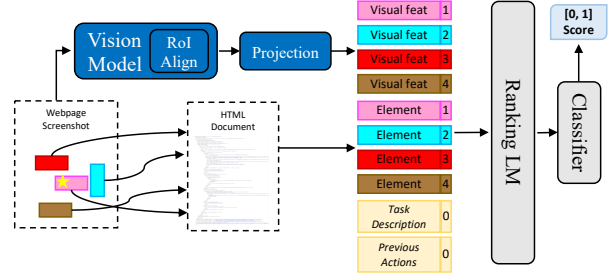 Vision
Model
RoI
Align
Projection
Webpage
Screenshot
HTML
Document
Visual feat 1
Visual feat 2
Visual feat 3
Visual feat 4
Element 1
Element 2
Element 3
Element 4
Task
Description 0
Previous
Actions 0
Ranking LM
Classifier
[0, 1]
Score